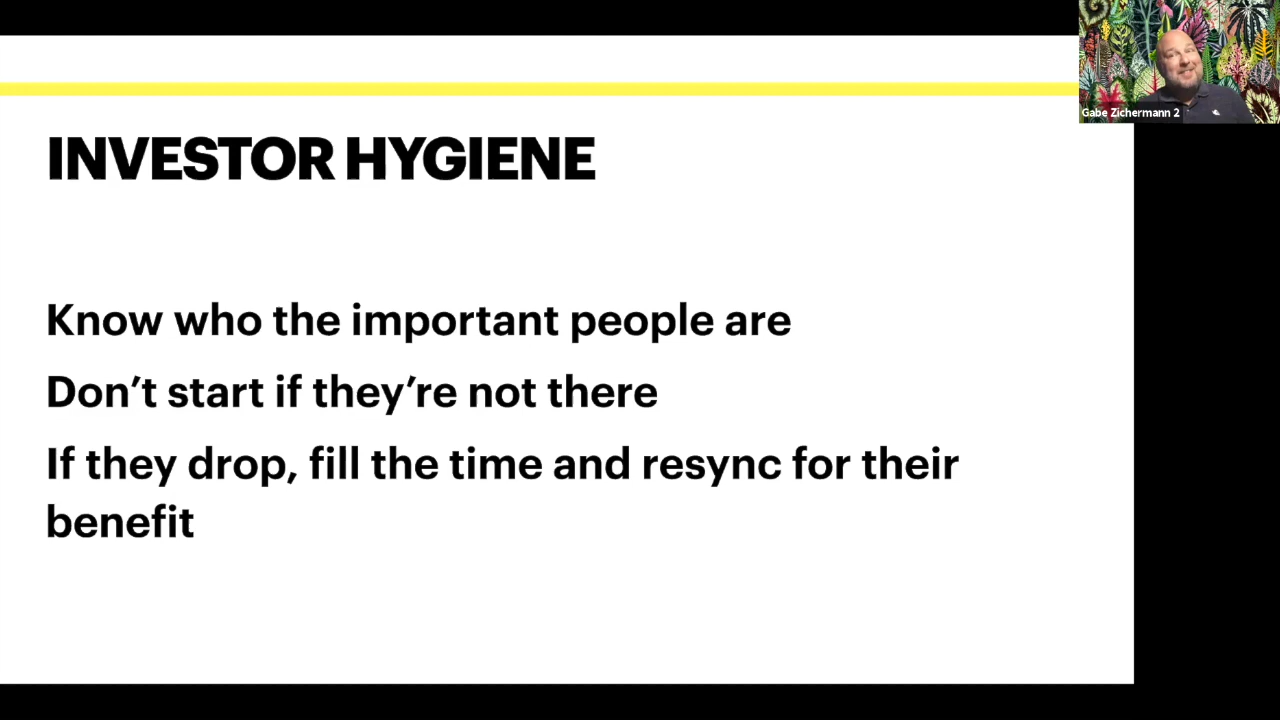 Gabe Zichermann 2
INVESTOR HYGIENE
Know who the important people are
Don’t start if they’re not there
If they drop, fill the time and resync for their
benefit